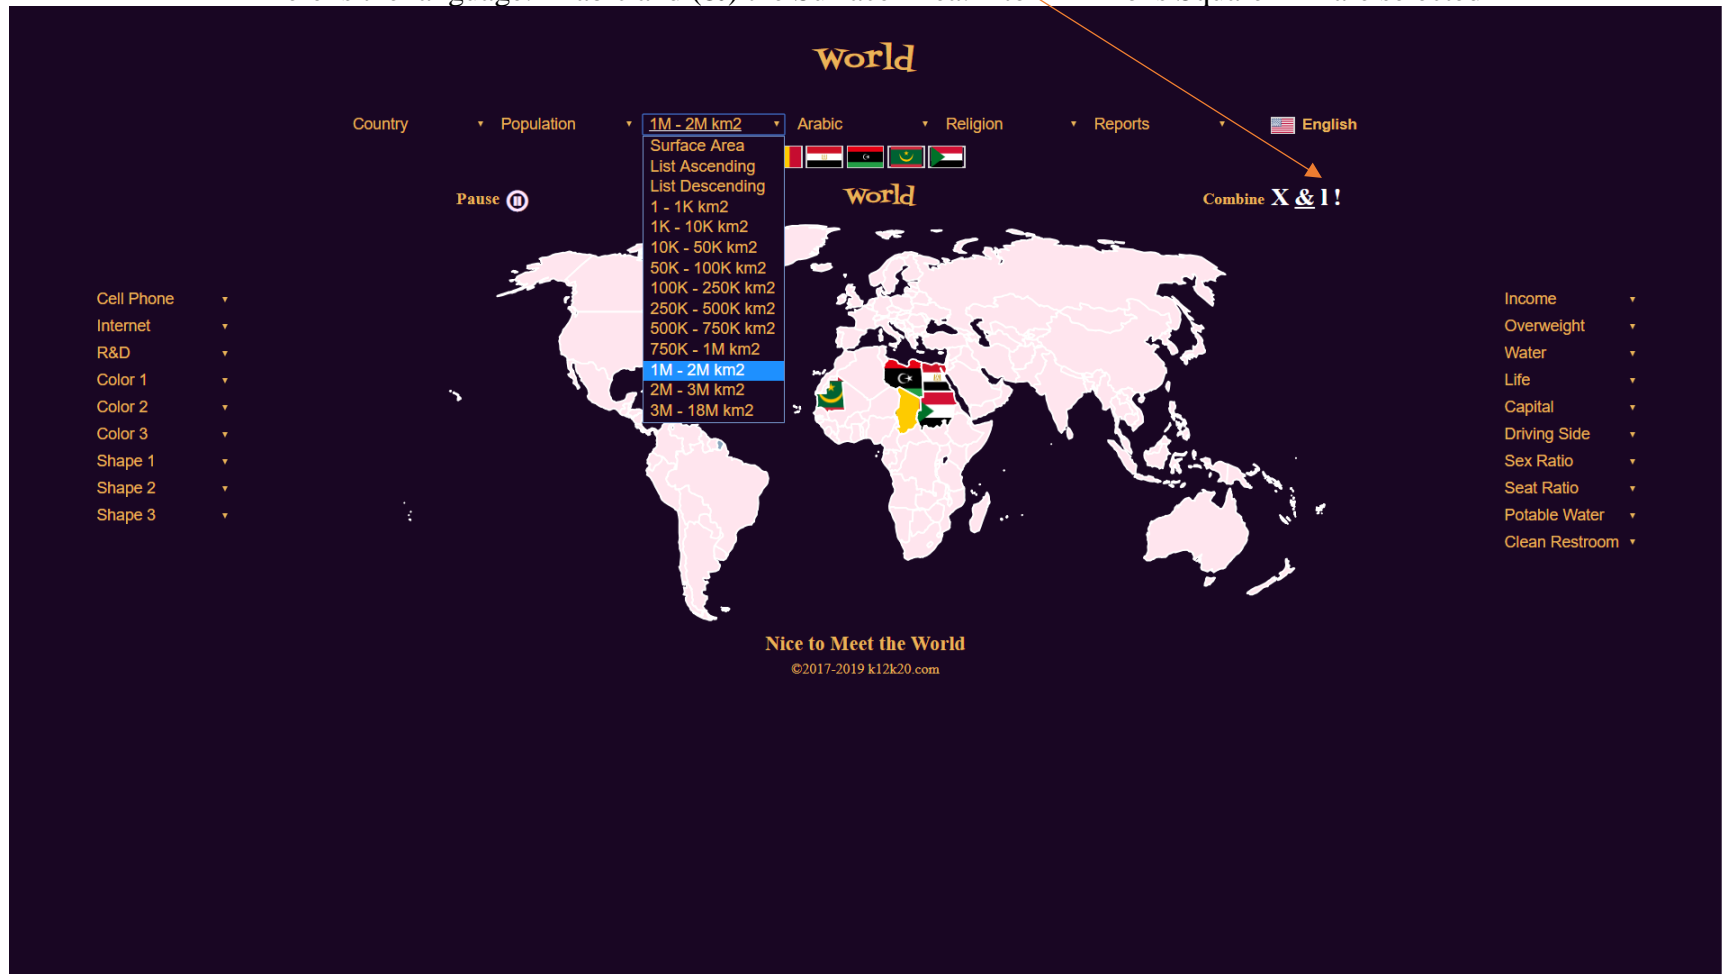 World
Country Population 1M - 2M km2 Arabic Religion Reports English
Surface Area
List Ascending
List Descending
1 - 1K km2
1K - 10K km2
10K - 50K km2
50K - 100K km2
100K - 250K km2
250K - 500K km2
500K - 750K km2
750K - 1M km2
1M - 2M km2
2M - 3M km2
3M - 18M km2
Pause
World
Combine X & l !
Cell Phone
Internet
R&D
Color 1
Color 2
Color 3
Shape 1
Shape 2
Shape 3
Income
Overweight
Water
Life
Capital
Driving Side
Sex Ratio
Seat Ratio
Potable Water
Clean Restroom
Nice to Meet the World
©2017-2019 k12k20.com